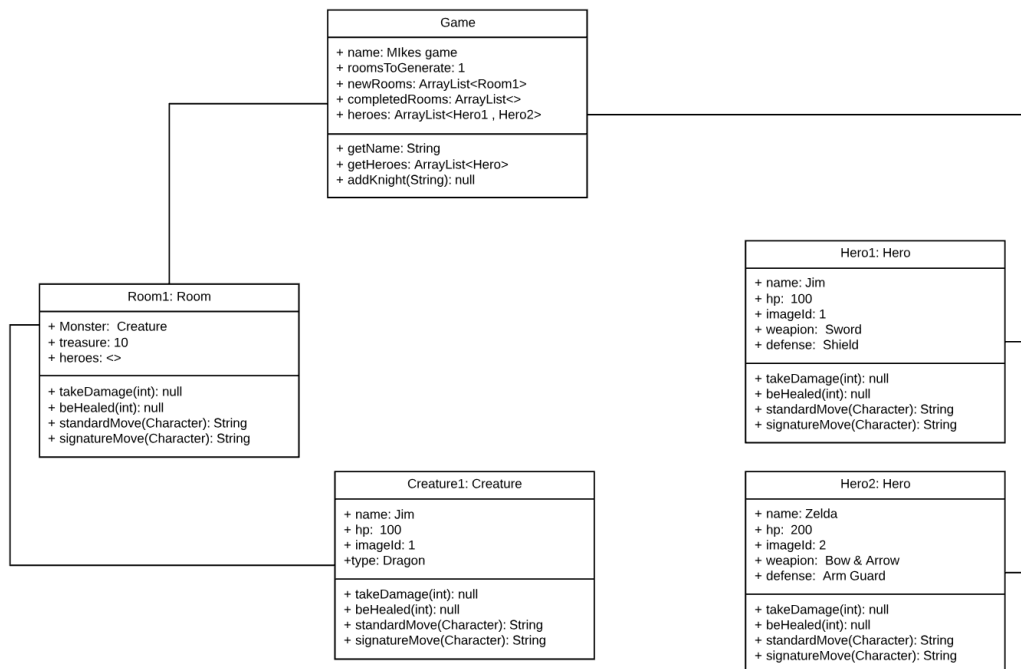 Game
+ name: MIkes game
+ roomsToGenerate: 1
+ newRooms: ArrayList<Room1>
+ completedRooms: ArrayList<>
+ heroes: ArrayList<Hero1 , Hero2>
+ getName: String
+ getHeroes: ArrayList<Hero>
+ addKnight(String): null
Room1: Room
+ Monster:  Creature
+ treasure: 10
+ heroes: <>
+ takeDamage(int): null
+ beHealed(int): null
+ standardMove(Character): String
+ signatureMove(Character): String
Creature1: Creature
+ name: Jim
+ hp:  100
+ imageId: 1
+type: Dragon
+ takeDamage(int): null
+ beHealed(int): null
+ standardMove(Character): String
+ signatureMove(Character): String
Hero1: Hero
+ name: Jim
+ hp:  100
+ imageId: 1
+ weapion:  Sword
+ defense:  Shield
+ takeDamage(int): null
+ beHealed(int): null
+ standardMove(Character): String
+ signatureMove(Character): String
Hero2: Hero
+ name: Zelda
+ hp:  200
+ imageId: 2
+ weapion:  Bow & Arrow
+ defense:  Arm Guard
+ takeDamage(int): null
+ beHealed(int): null
+ standardMove(Character): String
+ signatureMove(Character): String